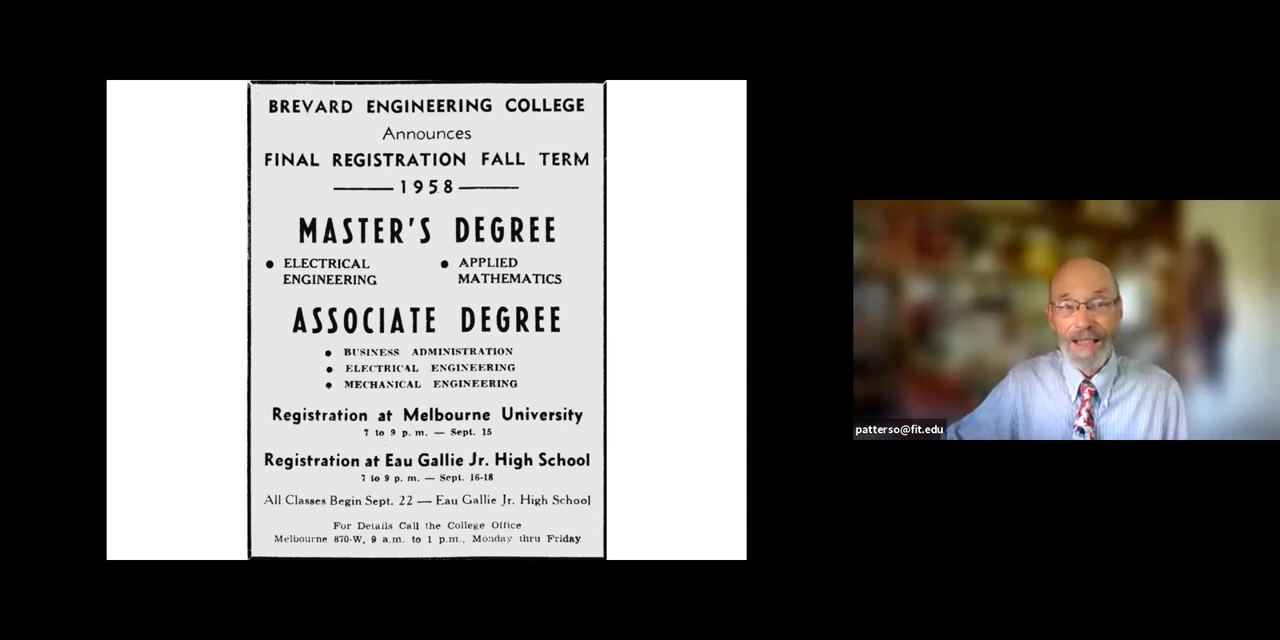 BREVARD ENGINEERING COLLEGE
Announces
FINAL REGISTRATION FALL TERM
1958
MASTER'S DEGREE
• ELECTRICAL ENGINEERING
• APPLIED MATHEMATICS
ASSOCIATE DEGREE
• BUSINESS ADMINISTRATION
• ELECTRICAL ENGINEERING
• MECHANICAL ENGINEERING
Registration at Melbourne University
7 to 9 p. m. — Sept. 15
Registration at Eau Gallie Jr. High School
7 to 9 p. m. — Sept. 16-18
All Classes Begin Sept. 22 — Eau Gallie Jr. High School
For Details Call the College Office
Melbourne 870-W, 9 a.m. to 1 p.m., Monday thru Friday
patterso@fit.edu